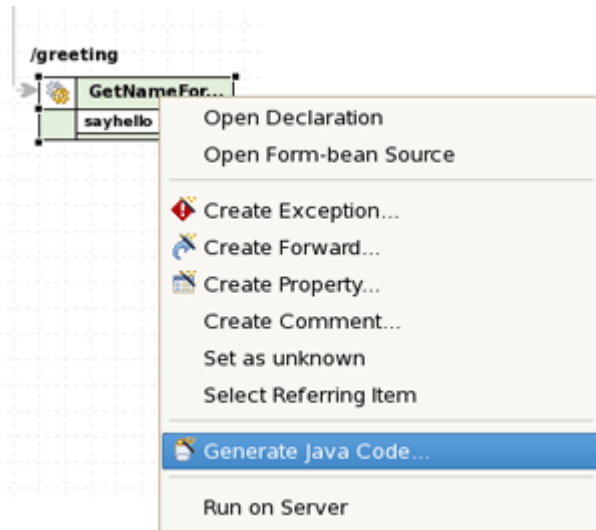 /greeting
GetNameFor...
sayhello
Open Declaration
Open Form-bean Source
Create Exception...
Create Forward...
Create Property...
Create Comment...
Set as unknown
Select Referring Item
Generate Java Code...
Run on Server